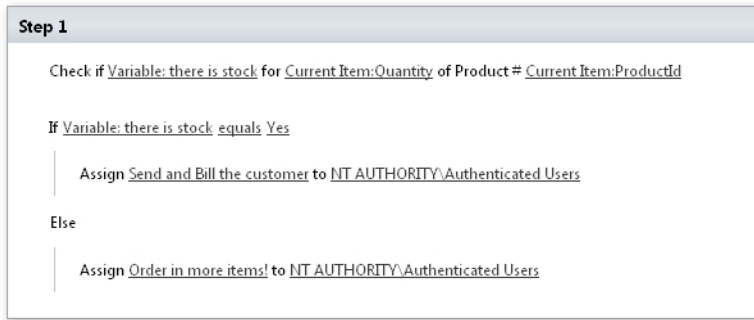 Step 1
Check if Variable: there is stock for Current Item:Quantity of Product # Current Item:ProductId
If Variable: there is stock equals Yes
Assign Send and Bill the customer to NT AUTHORITY\Authenticated Users
Else
Assign Order in more items! to NT AUTHORITY\Authenticated Users